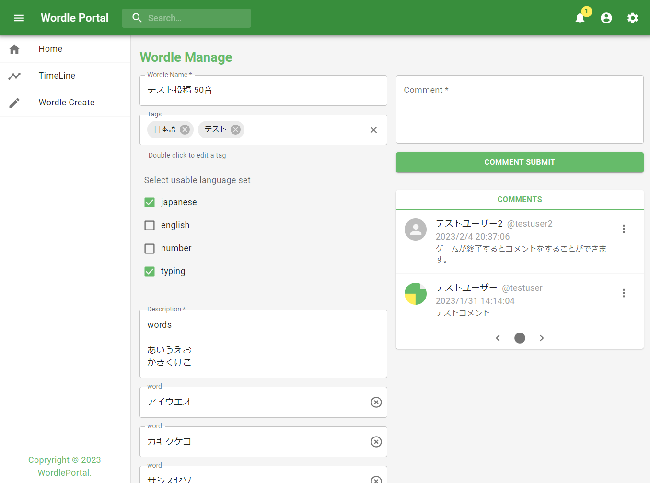 Wordle Portal
Search…
1
Home
TimeLine
Wordle Create
Wordle Manage
Wordle Name *
テスト投稿 50音
Tags
日本語
テスト
Double click to edit a tag
Select usable language set
japanese
english
number
typing
Description *
words
あいうえお
かきくけこ
word
アイウエオ
word
カキクケコ
word
サシスセソ
Comment *
COMMENT SUBMIT
COMMENTS
テストユーザー2 @testuser2
2023/2/4 20:37:06
ゲームが終了するとコメントをすることができま
す。
テストユーザー @testuser
2023/1/31 14:14:04
テストコメント
Copyright © 2023
WordlePortal.